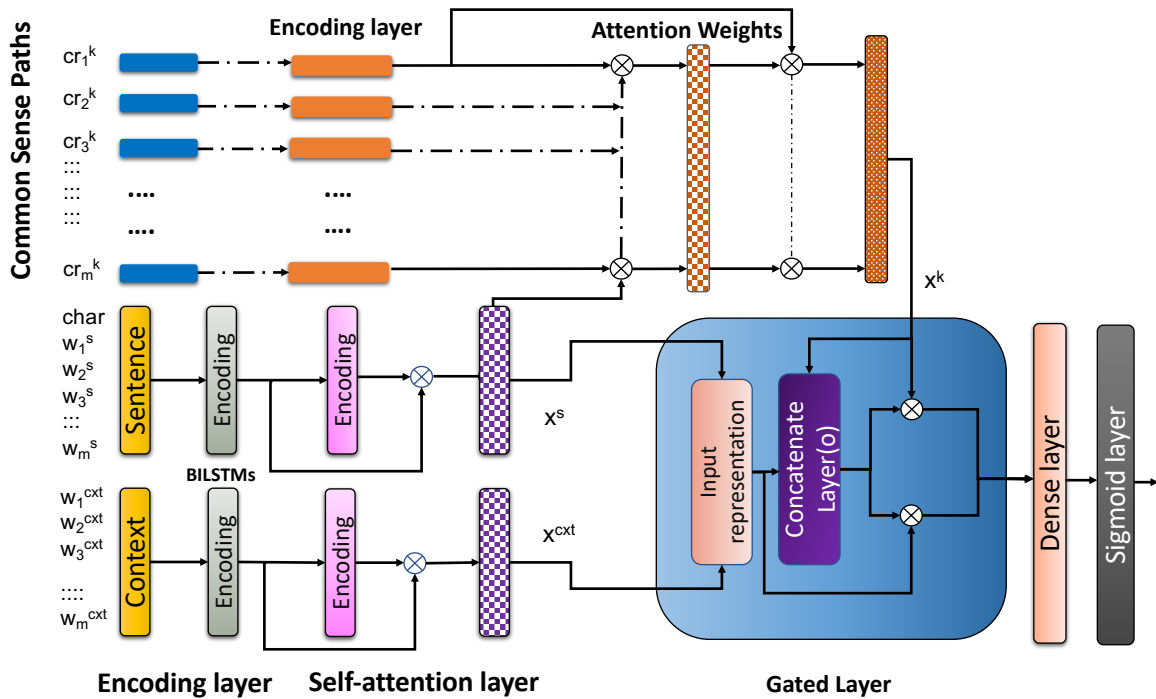 Encoding layer
Attention Weights
Common Sense Paths
cr₁ᵏ
cr₂ᵏ
cr₃ᵏ
:::
:::
:::
....
....
....
....
crₘᵏ
xᵏ
char
w₁ˢ
w₂ˢ
w₃ˢ
:::
wₘˢ
Sentence
Encoding
Encoding
xˢ
BILSTMs
w₁ᶜˣᵗ
w₂ᶜˣᵗ
w₃ᶜˣᵗ
::::
wₘᶜˣᵗ
Context
Encoding
Encoding
xᶜˣᵗ
Input
representation
Concatenate
Layer(o)
Dense layer
Sigmoid layer
Encoding layer
Self-attention layer
Gated Layer